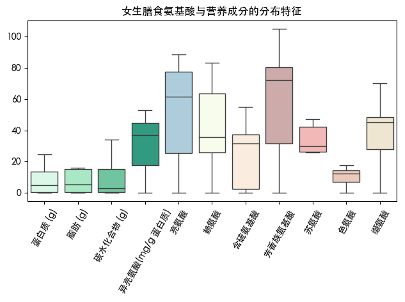 女生膳食氨基酸与营养成分的分布特征
100
80
60
40
20
0
蛋白质 (g)
脂肪 (g)
碳水化合物 (g)
异亮氨酸(mg/g 蛋白质)
亮氨酸
赖氨酸
含硫氨基酸
芳香族氨基酸
苏氨酸
色氨酸
缬氨酸